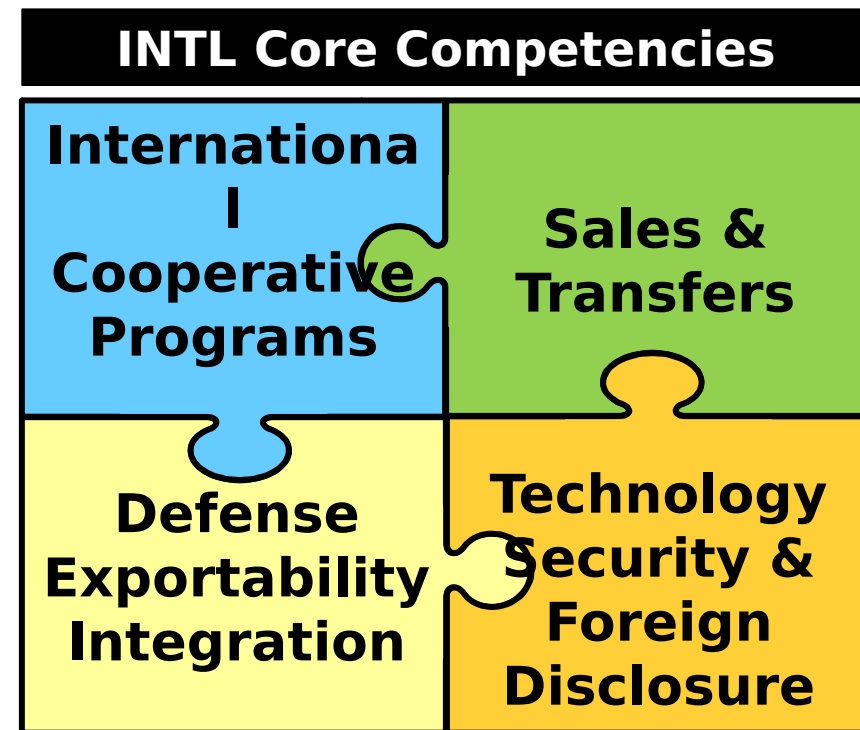 INTL Core Competencies
Internationa
l
Cooperative
Programs
Sales &
Transfers
Defense
Exportability
Integration
Technology
Security &
Foreign
Disclosure